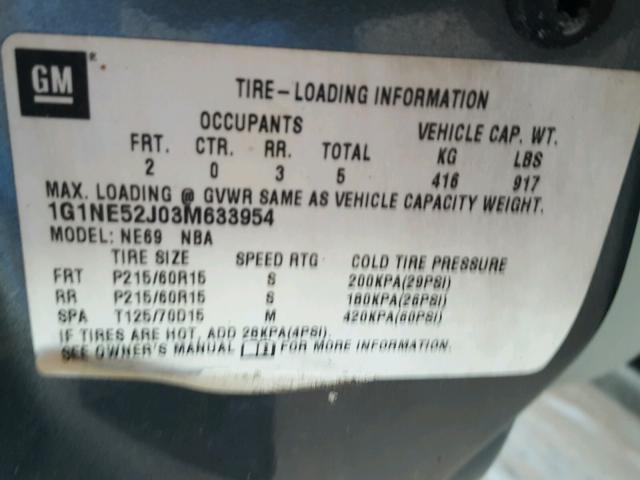 GM®
TIRE-LOADING INFORMATION
OCCUPANTS VEHICLE CAP. WT.
FRT. CTR. RR. TOTAL KG LBS
2 0 3 5 416 917
MAX. LOADING @ GVWR SAME AS VEHICLE CAPACITY WEIGHT.
1G1NE52J03M633954
MODEL: NE69 NBA
TIRE SIZE SPEED RTG COLD TIRE PRESSURE
FRT P215/60R15 S 200KPA(29PSI)
RR P215/60R15 S 180KPA(26PSI)
SPA T125/70D15 M 420KPA(60PSI)
IF TIRES ARE HOT, ADD 28KPA(4PSI)
SEE OWNER'S MANUAL FOR MORE INFORMATION.